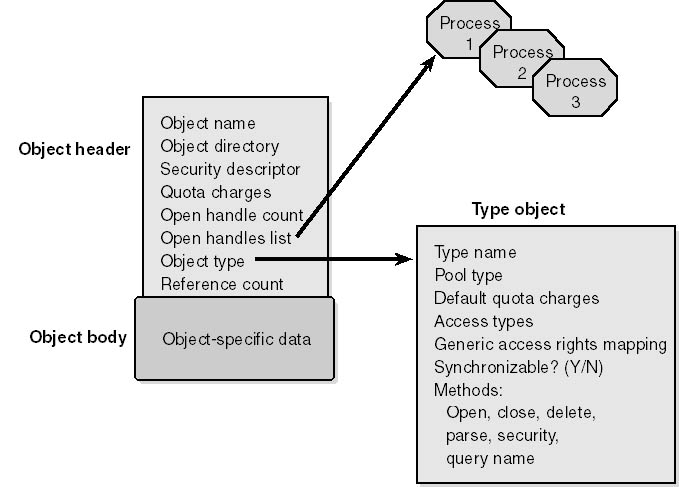 Process
1
Process
2
Process
3
Object header
Object name
Object directory
Security descriptor
Quota charges
Open handle count
Open handles list
Object type
Reference count
Object body
Object-specific data
Type object
Type name
Pool type
Default quota charges
Access types
Generic access rights mapping
Synchronizable? (Y/N)
Methods:
Open, close, delete,
parse, security,
query name